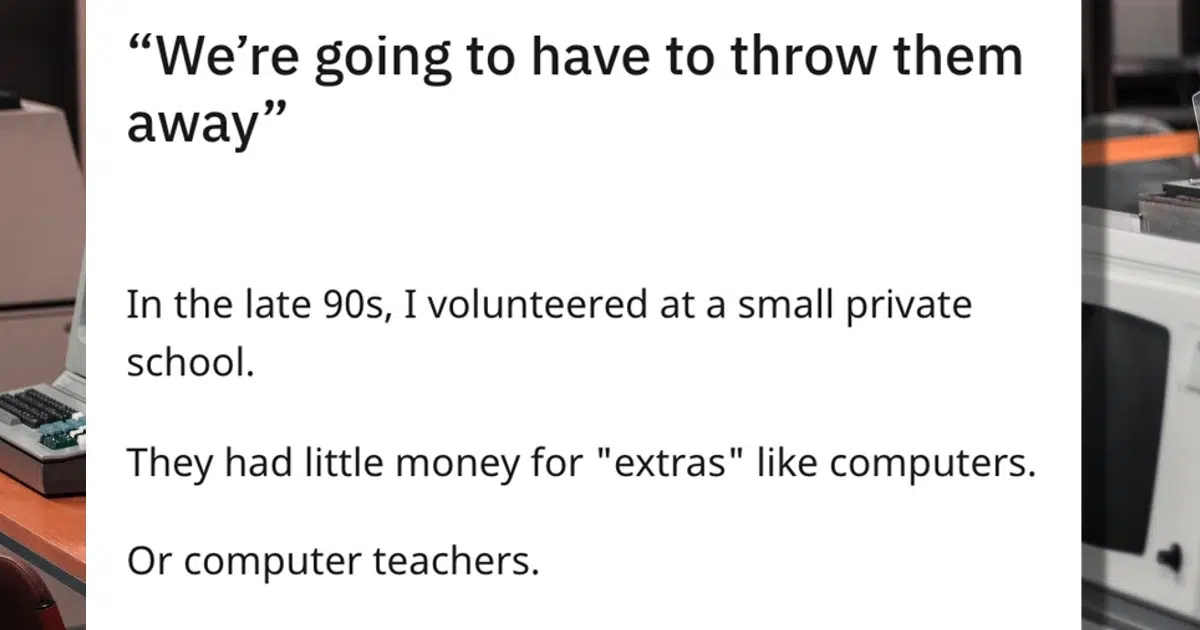 “We’re going to have to throw them
away”
In the late 90s, I volunteered at a small private
school.
They had little money for "extras" like computers.
Or computer teachers.